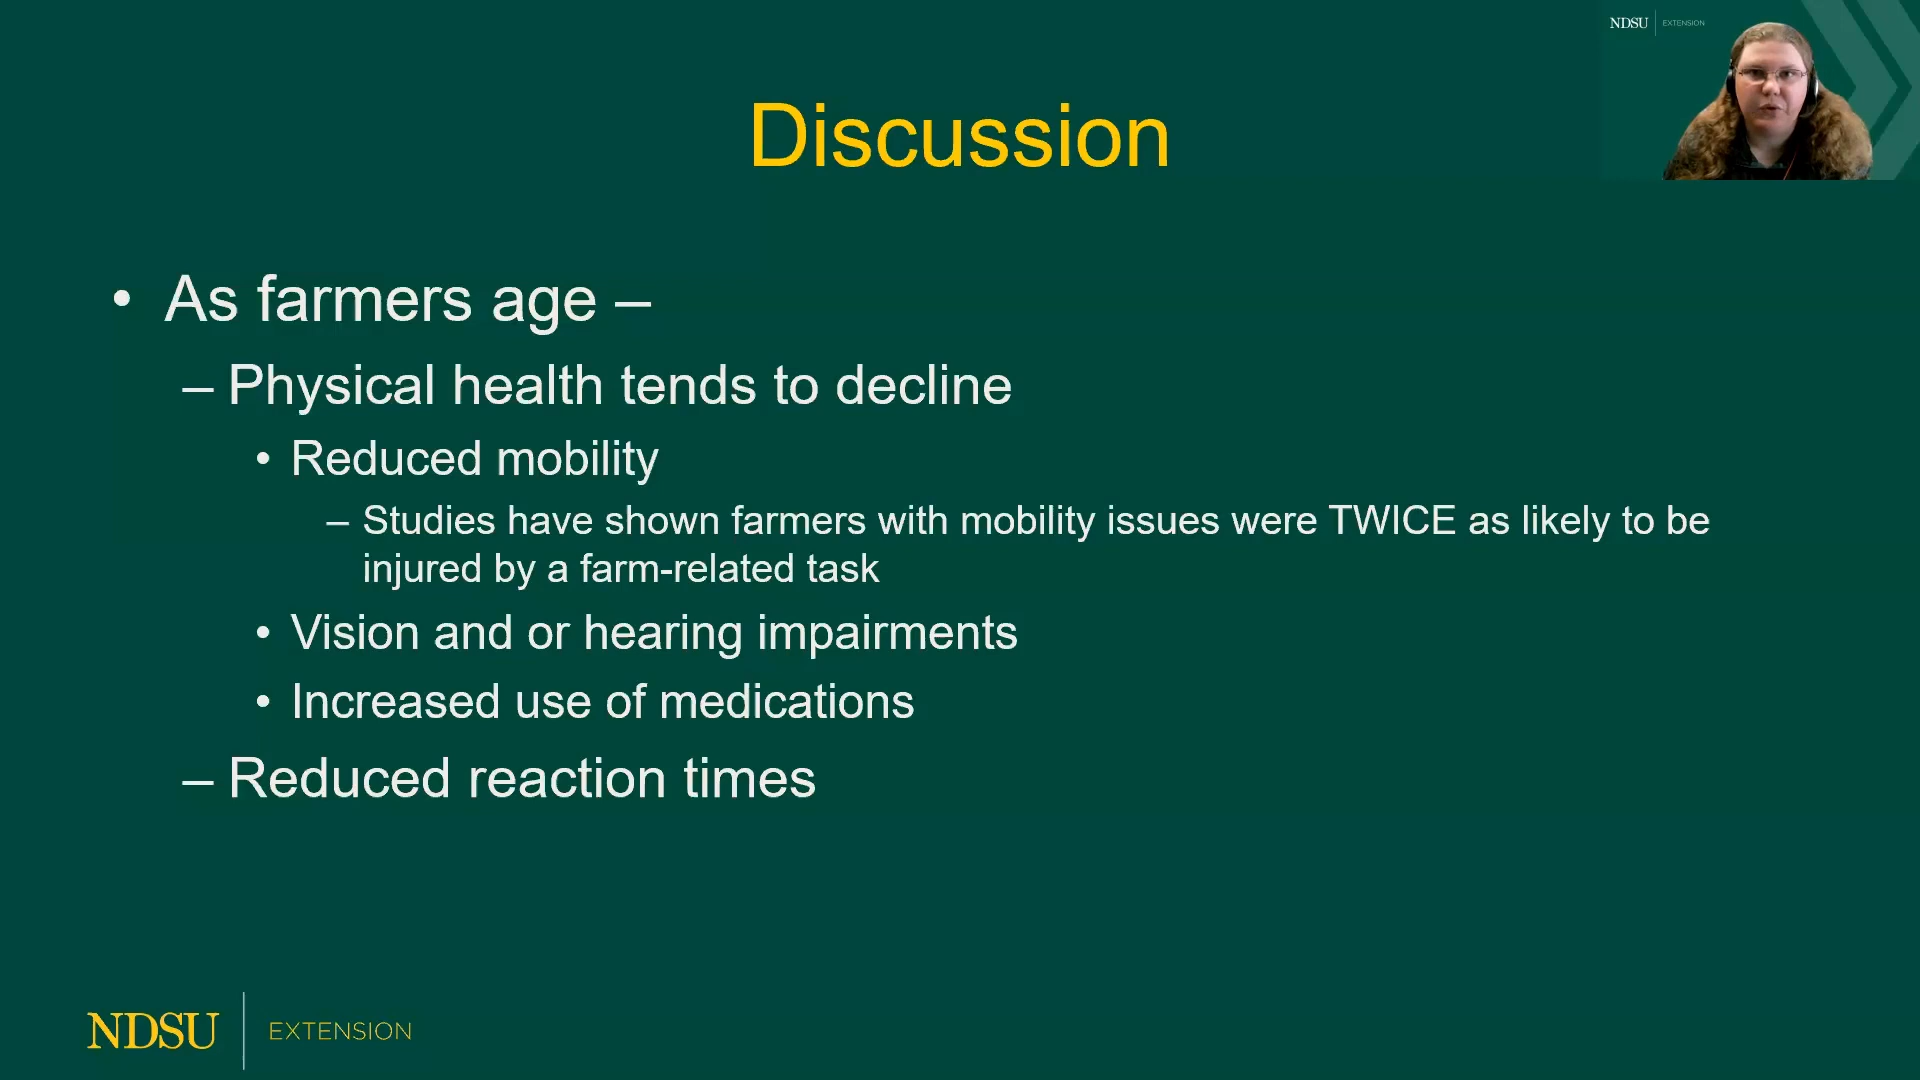 NDSU EXTENSION
Discussion
• As farmers age –
– Physical health tends to decline
• Reduced mobility
– Studies have shown farmers with mobility issues were TWICE as likely to be
injured by a farm-related task
• Vision and or hearing impairments
• Increased use of medications
– Reduced reaction times
NDSU EXTENSION